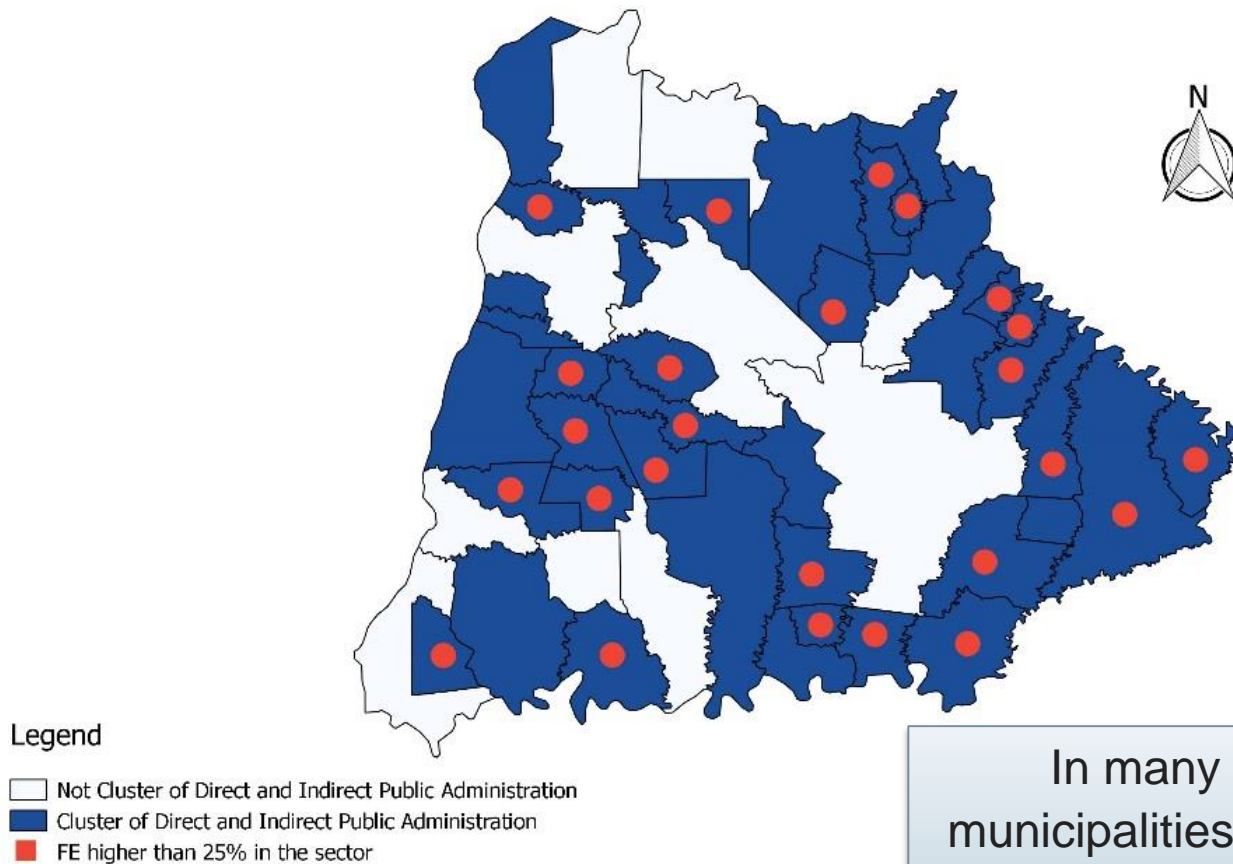 N
Legend
Not Cluster of Direct and Indirect Public Administration
Cluster of Direct and Indirect Public Administration
FE higher than 25% in the sector
In many
municipalities